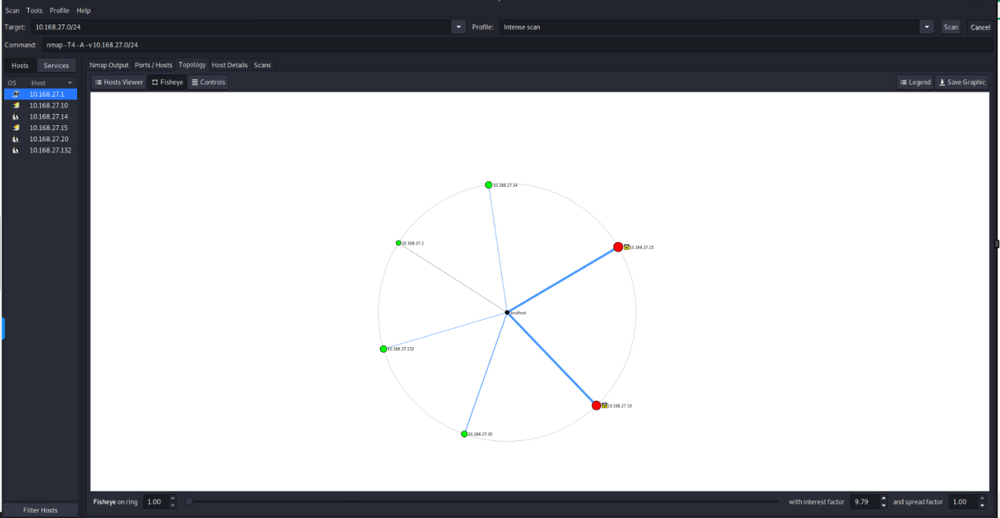 Scan Tools Profile Help
Target: 10.168.27.0/24 Profile: Intense scan Scan Cancel
Command: nmap -T4 -A -v 10.168.27.0/24
Hosts Services Nmap Output Ports / Hosts Topology Host Details Scans
OS Host Hosts Viewer Fisheye Controls Legend Save Graphic
10.168.27.1
10.168.27.10
10.168.27.14
10.168.27.15
10.168.27.20
10.168.27.132
10.168.27.14
10.168.27.1
10.168.27.15
localhost
10.168.27.132
10.168.27.10
10.168.27.20
Fisheye on ring 1.00 with interest factor 9.79 and spread factor 1.00
Filter Hosts